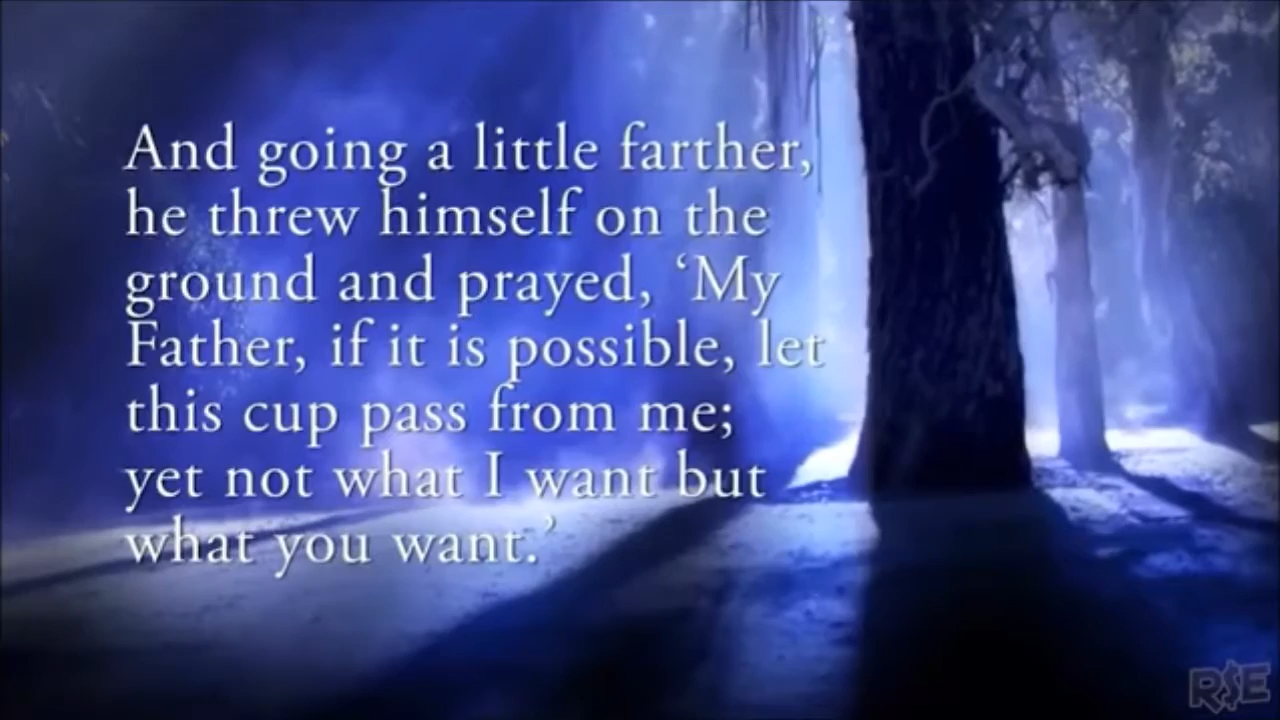 And going a little farther,
he threw himself on the
ground and prayed, ‘My
Father, if it is possible, let
this cup pass from me;
yet not what I want but
what you want.’
RSE